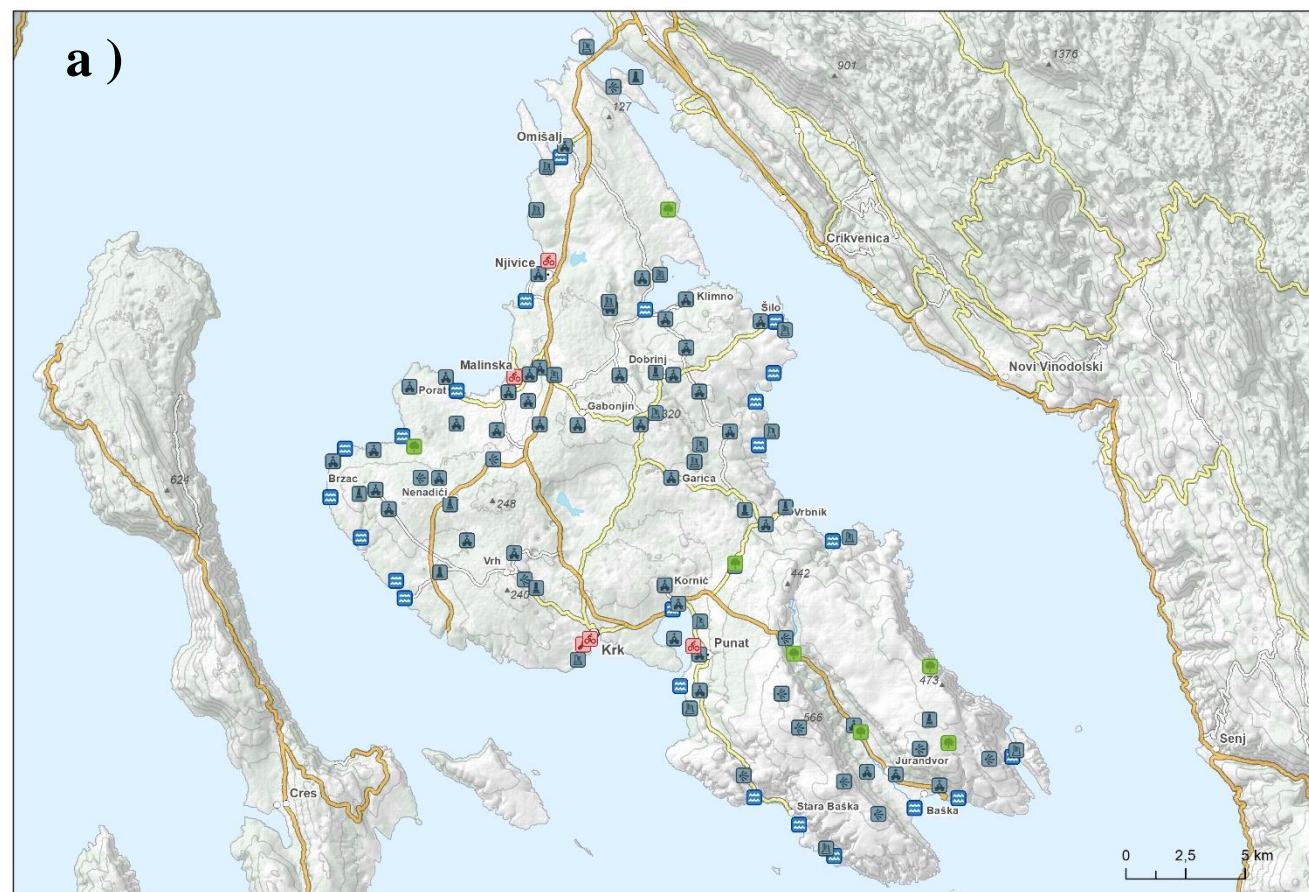 a )
1376
901
127
Omišalj
Crikvenica
Njivice
Klimno
Šilo
Dobrinj
Malinska
Novi Vinodolski
Porat
Gabonjin
320
624
Brzac
Nenadići
Garica
248
Vrbnik
Vrh
Kornić
442
240
Krk
Punat
473
566
Senj
Jurandvor
Cres
Stara Baška
Baška
0 2,5 5 km